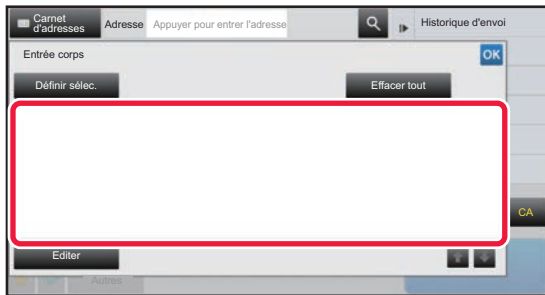 Carnet
d'adresses
Adresse
Appuyer pour entrer l'adresse
Historique d'envoi
Entrée corps
OK
Définir sélec.
Effacer tout
CA
Editer
Autres